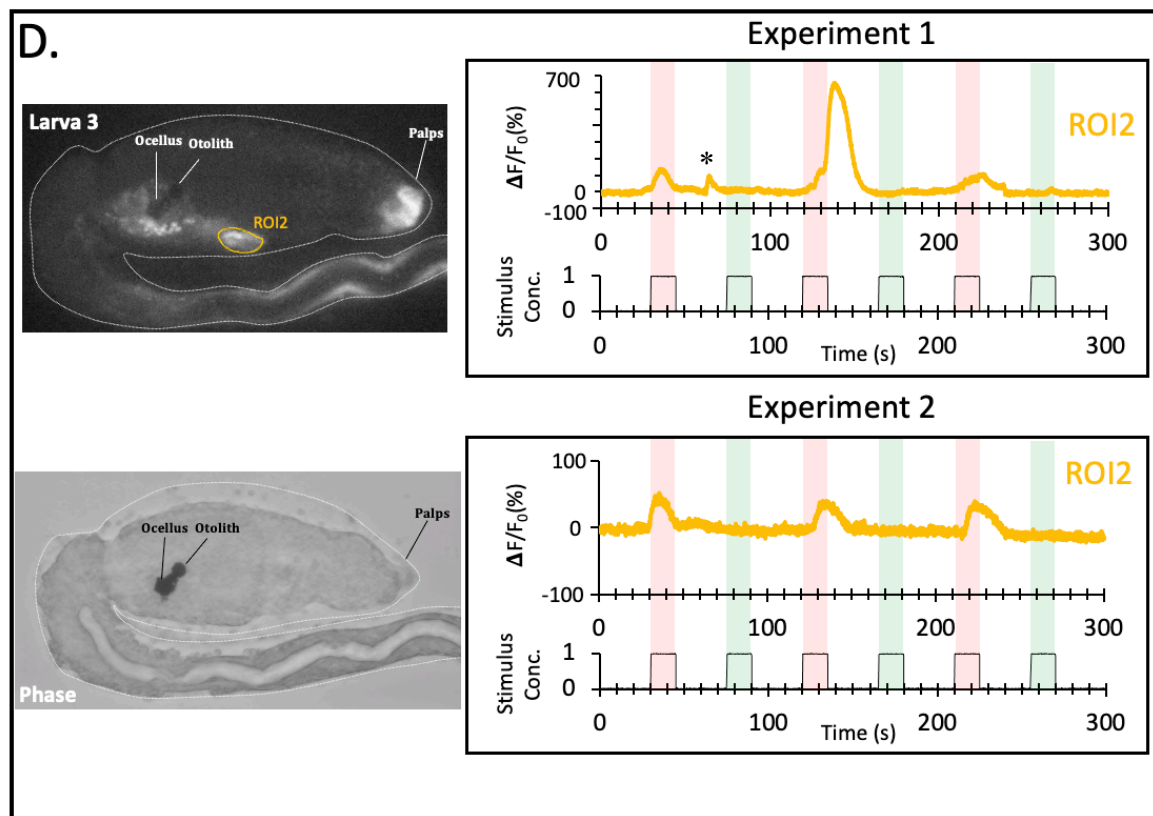 D.
Larva 3
Ocellus Otolith
Palps
ROI2
Ocellus Otolith
Palps
Phase
Experiment 1
700
0
-100
ΔF/F₀(%)
*
ROI2
0 100 200 300
1
0
Stimulus
Conc.
0 100 200 300
Time (s)
Experiment 2
100
0
-100
ΔF/F₀(%)
ROI2
0 100 200 300
1
0
Stimulus
Conc.
0 100 200 300
Time (s)